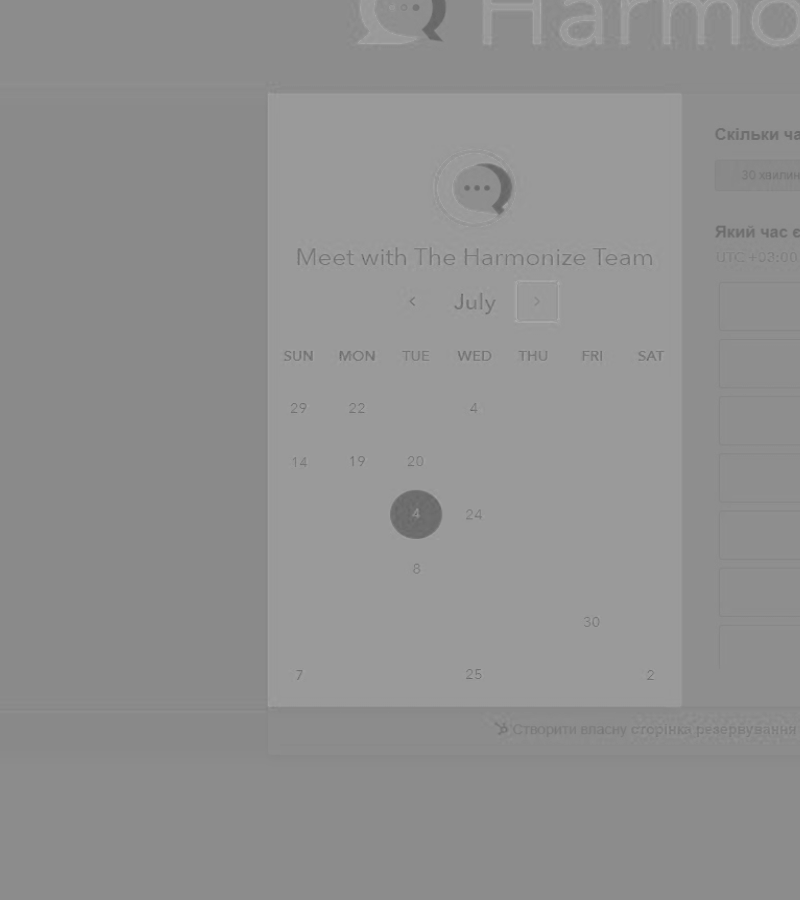 Harmo
Скільки ча
30 хвилин
Meet with The Harmonize Team
Який час є
UTC +03:00
July
SUN MON TUE WED THU FRI SAT
29 22 4
14 19 20
4 24
8
30
7 25 2
Створити власну сторінка резервування